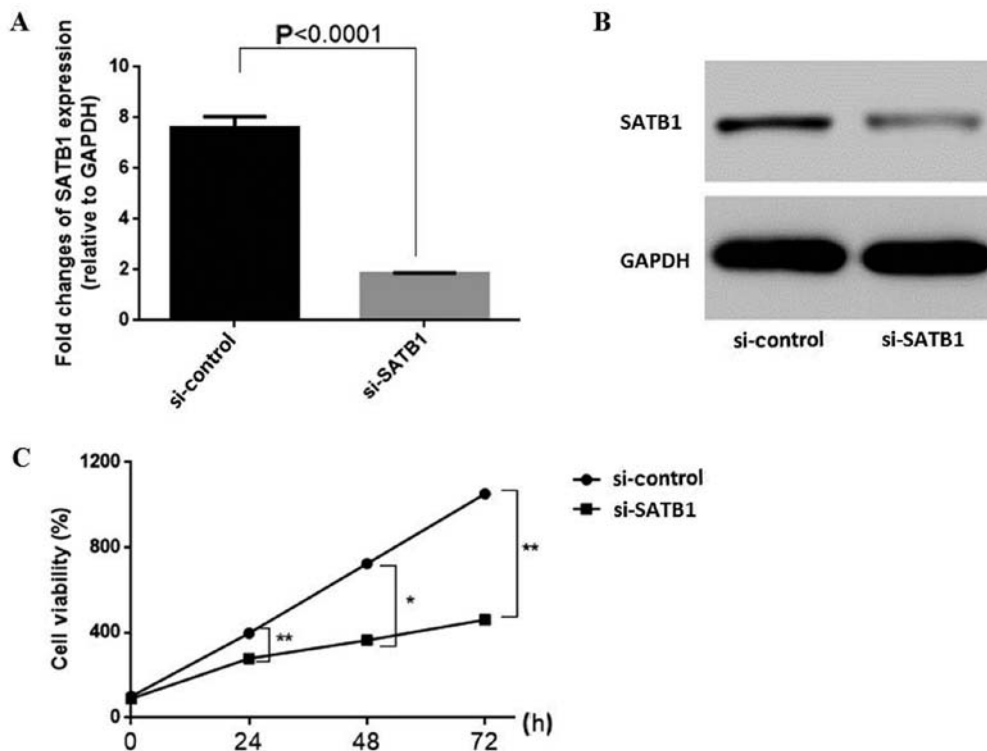 A
P<0.0001
Fold changes of SATB1 expression
(relative to GAPDH)
10
8
6
4
2
0
si-control
si-SATB1
B
SATB1
GAPDH
si-control
si-SATB1
C
Cell viability (%)
1200
800
400
0
0
24
48
72
(h)
**
*
**
si-control
si-SATB1